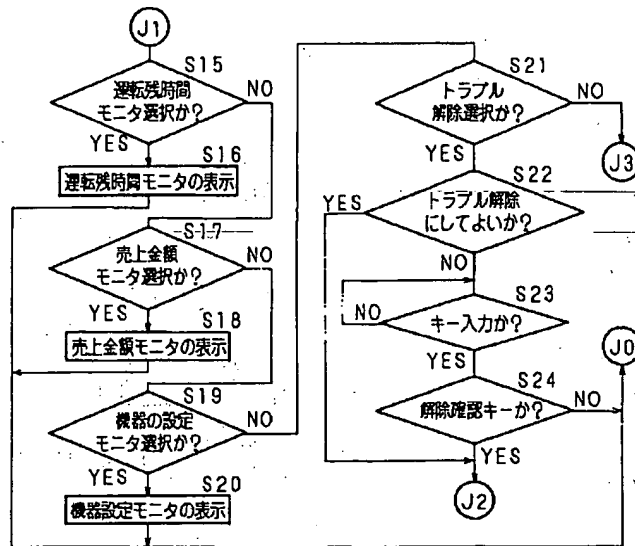 J1
S15
運転残時間
モニタ選択か?
NO
YES
S16
運転残時間モニタの表示
S17
売上金額
モニタ選択か?
NO
YES
S18
売上金額モニタの表示
S19
機器の設定
モニタ選択か?
NO
YES
S20
機器設定モニタの表示
S21
トラブル
解除選択か?
NO
J3
YES
S22
トラブル解除
にしてよいか?
YES
NO
S23
キー入力か?
NO
YES
J0
S24
解除確認キーか?
NO
YES
J2